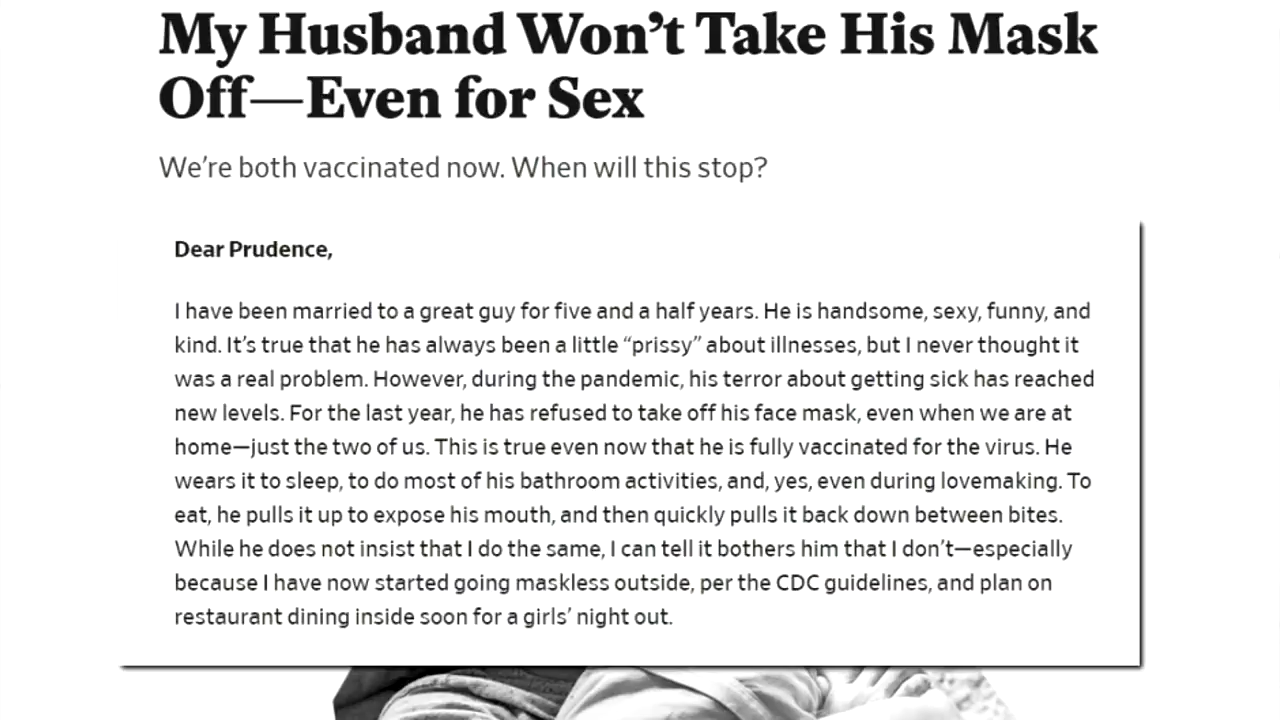 My Husband Won’t Take His Mask
Off—Even for Sex
We’re both vaccinated now. When will this stop?
Dear Prudence,
I have been married to a great guy for five and a half years. He is handsome, sexy, funny, and
kind. It’s true that he has always been a little “prissy” about illnesses, but I never thought it
was a real problem. However, during the pandemic, his terror about getting sick has reached
new levels. For the last year, he has refused to take off his face mask, even when we are at
home—just the two of us. This is true even now that he is fully vaccinated for the virus. He
wears it to sleep, to do most of his bathroom activities, and, yes, even during lovemaking. To
eat, he pulls it up to expose his mouth, and then quickly pulls it back down between bites.
While he does not insist that I do the same, I can tell it bothers him that I don’t—especially
because I have now started going maskless outside, per the CDC guidelines, and plan on
restaurant dining inside soon for a girls’ night out.